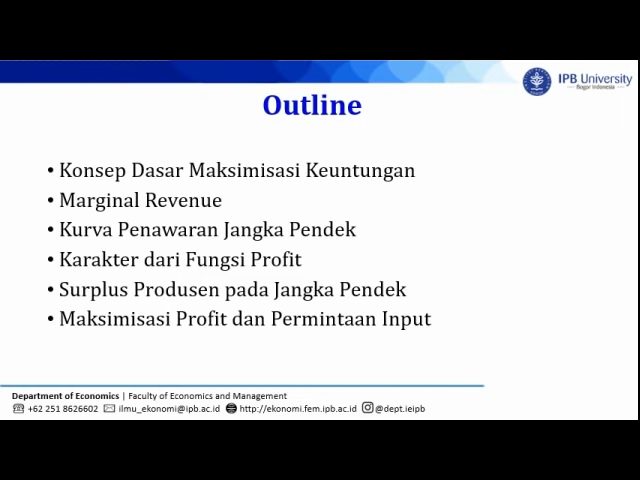 IPB University
Bogor Indonesia
Outline
• Konsep Dasar Maksimisasi Keuntungan
• Marginal Revenue
• Kurva Penawaran Jangka Pendek
• Karakter dari Fungsi Profit
• Surplus Produsen pada Jangka Pendek
• Maksimisasi Profit dan Permintaan Input
Department of Economics | Faculty of Economics and Management
+62 251 8626602 ilmu_ekonomi@ipb.ac.id http://ekonomi.fem.ipb.ac.id @dept.ieipb